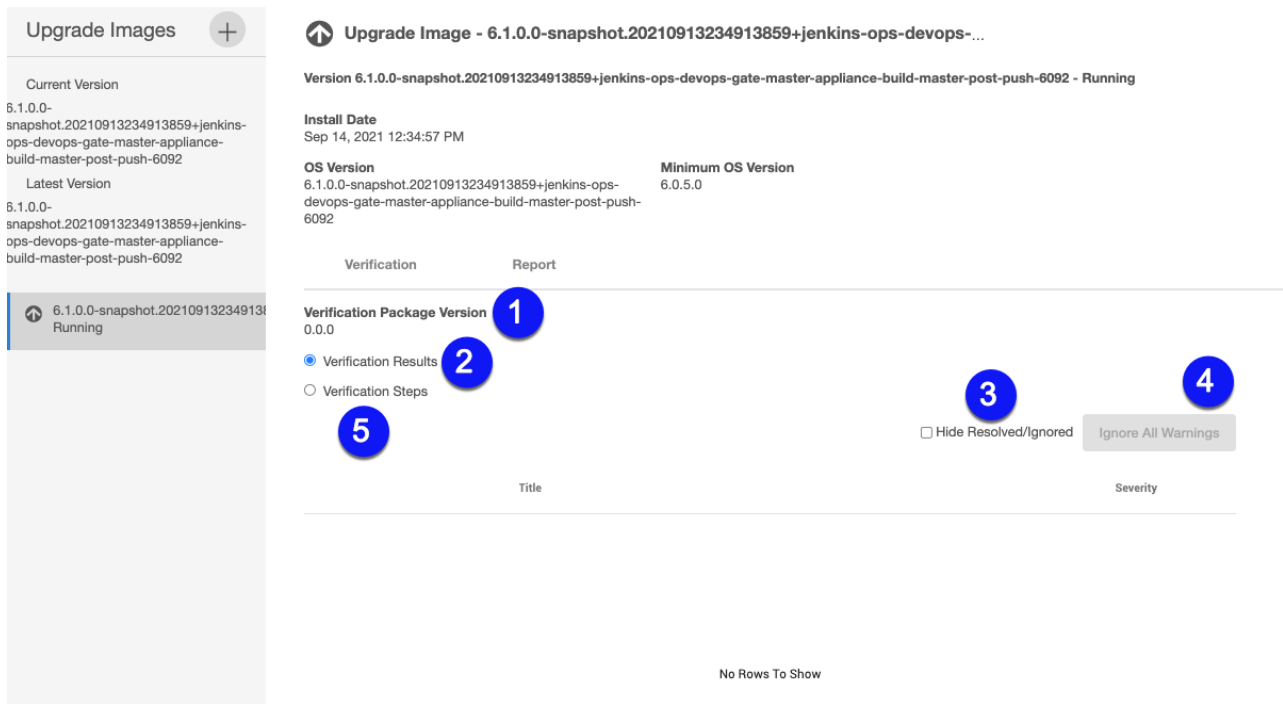 Upgrade Images
Current Version
6.1.0.0-
snapshot.20210913234913859+jenkins-
ops-devops-gate-master-appliance-
build-master-post-push-6092
Latest Version
6.1.0.0-
snapshot.20210913234913859+jenkins-
ops-devops-gate-master-appliance-
build-master-post-push-6092
6.1.0.0-snapshot.202109132349138
Running
Upgrade Image - 6.1.0.0-snapshot.20210913234913859+jenkins-ops-devops-...
Version 6.1.0.0-snapshot.20210913234913859+jenkins-ops-devops-gate-master-appliance-build-master-post-push-6092 - Running
Install Date
Sep 14, 2021 12:34:57 PM
OS Version
6.1.0.0-snapshot.20210913234913859+jenkins-ops-
devops-gate-master-appliance-build-master-post-push-
6092
Minimum OS Version
6.0.5.0
Verification Report
Verification Package Version 1
0.0.0
Verification Results 2
Verification Steps
5
3
4
Hide Resolved/Ignored Ignore All Warnings
Title Severity
No Rows To Show